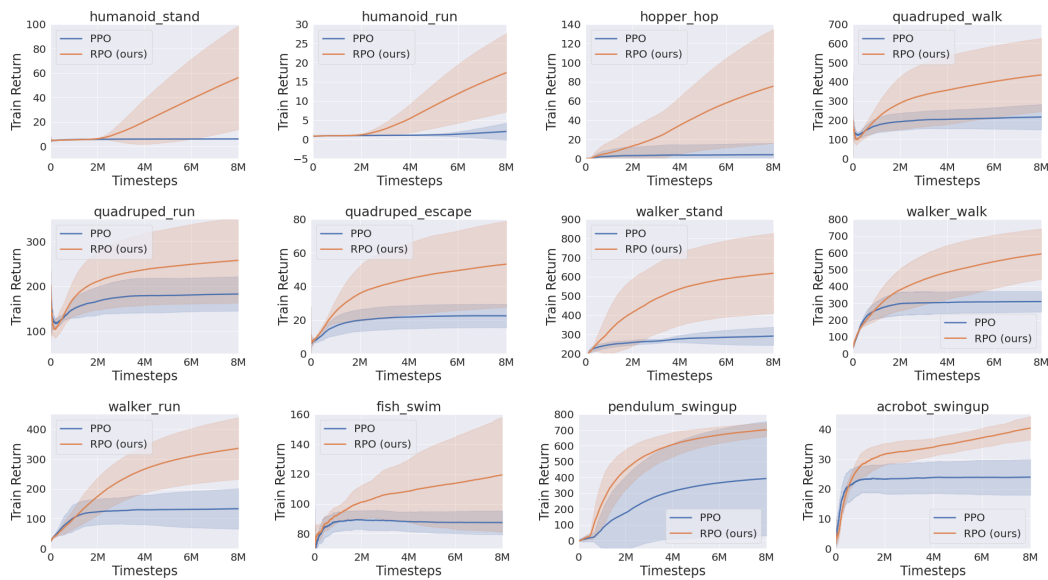 humanoid_stand
100
80
60
40
20
0
Train Return
PPO
RPO (ours)
0 2M 4M 6M 8M
Timesteps
humanoid_run
30
25
20
15
10
5
0
−5
Train Return
PPO
RPO (ours)
0 2M 4M 6M 8M
Timesteps
hopper_hop
140
120
100
80
60
40
20
0
Train Return
PPO
RPO (ours)
0 2M 4M 6M 8M
Timesteps
quadruped_walk
700
600
500
400
300
200
100
0
Train Return
PPO
RPO (ours)
0 2M 4M 6M 8M
Timesteps
quadruped_run
300
200
100
Train Return
PPO
RPO (ours)
0 2M 4M 6M 8M
Timesteps
quadruped_escape
80
60
40
20
0
Train Return
PPO
RPO (ours)
0 2M 4M 6M 8M
Timesteps
walker_stand
900
800
700
600
500
400
300
200
Train Return
PPO
RPO (ours)
0 2M 4M 6M 8M
Timesteps
walker_walk
800
700
600
500
400
300
200
100
0
Train Return
PPO
RPO (ours)
0 2M 4M 6M 8M
Timesteps
walker_run
400
300
200
100
0
Train Return
PPO
RPO (ours)
0 2M 4M 6M 8M
Timesteps
fish_swim
160
140
120
100
80
Train Return
PPO
RPO (ours)
0 2M 4M 6M 8M
Timesteps
pendulum_swingup
800
700
600
500
400
300
200
100
0
Train Return
PPO
RPO (ours)
0 2M 4M 6M 8M
Timesteps
acrobot_swingup
40
30
20
10
0
Train Return
PPO
RPO (ours)
0 2M 4M 6M 8M
Timesteps